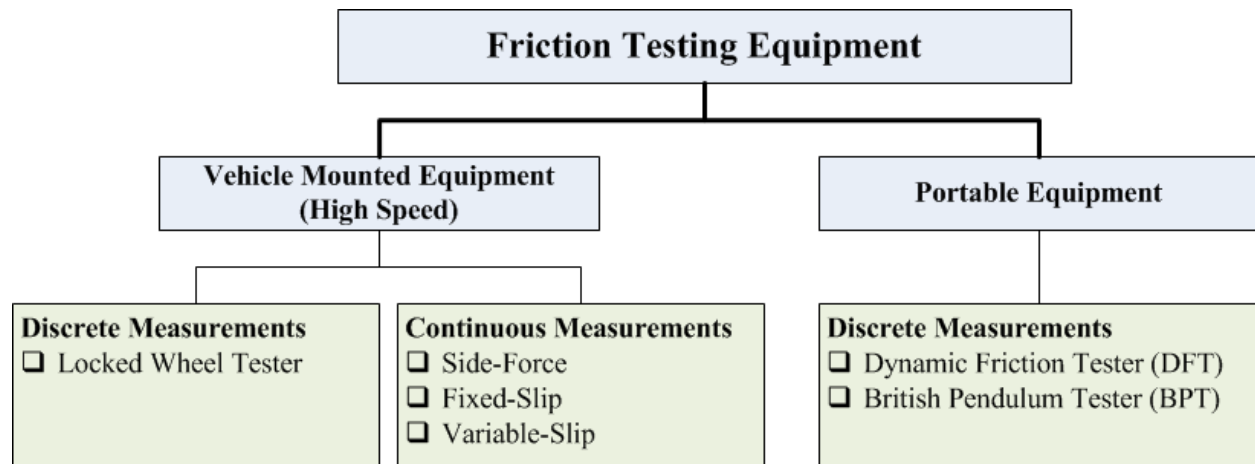 Friction Testing Equipment
Vehicle Mounted Equipment
(High Speed)
Portable Equipment
Discrete Measurements
❑ Locked Wheel Tester
Continuous Measurements
❑ Side-Force
❑ Fixed-Slip
❑ Variable-Slip
Discrete Measurements
❑ Dynamic Friction Tester (DFT)
❑ British Pendulum Tester (BPT)